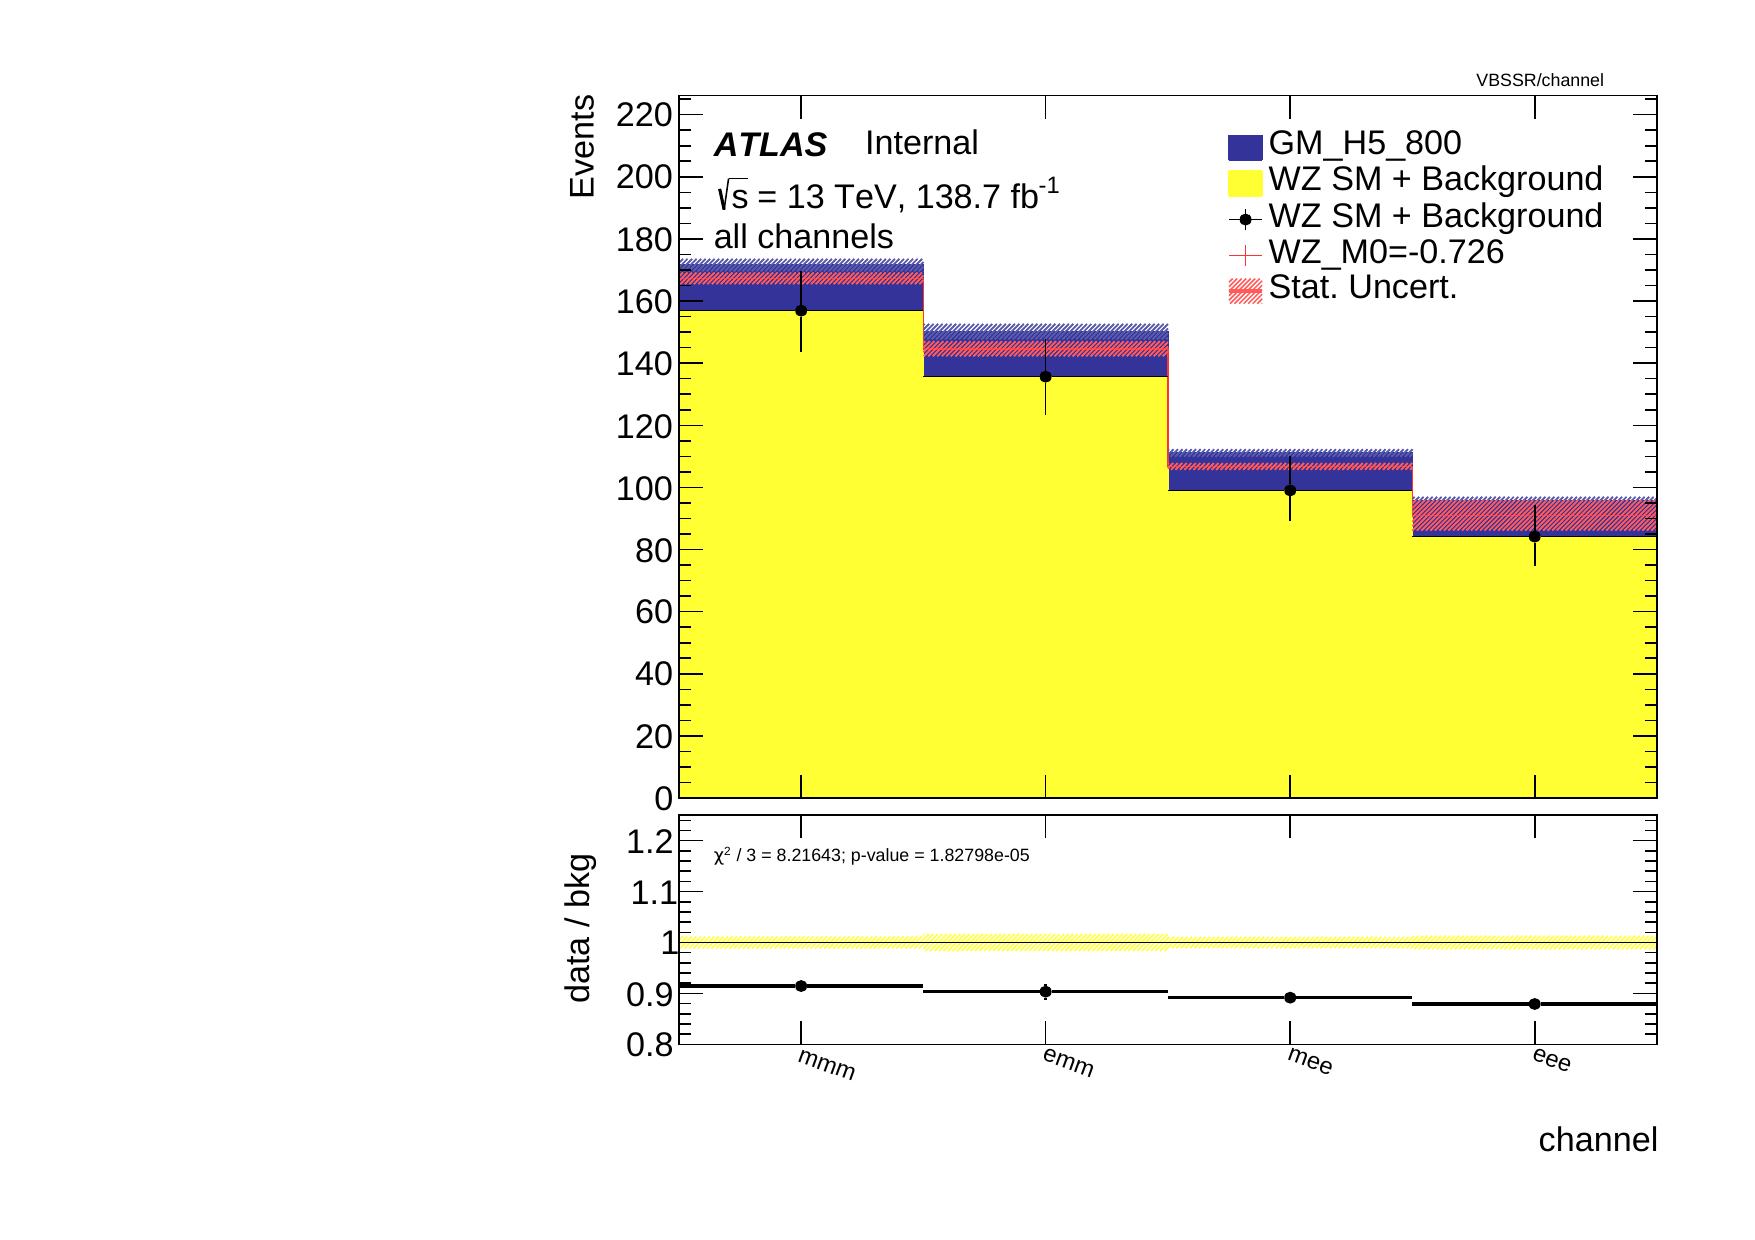 VBSSR/channel
Events
220
200
180
160
140
120
100
80
60
40
20
0
ATLAS Internal
√s = 13 TeV, 138.7 fb⁻¹
all channels
GM_H5_800
WZ SM + Background
WZ SM + Background
WZ_M0=-0.726
Stat. Uncert.
data / bkg
1.2
1.1
1
0.9
0.8
χ² / 3 = 8.21643; p-value = 1.82798e-05
mmm
emm
mee
eee
channel